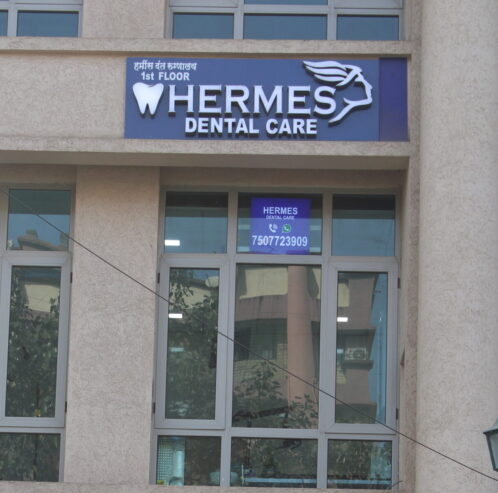 हर्मीस दंत रुग्णालय
1st FLOOR
HERMES
DENTAL CARE
HERMES
DENTAL CARE
7507723909